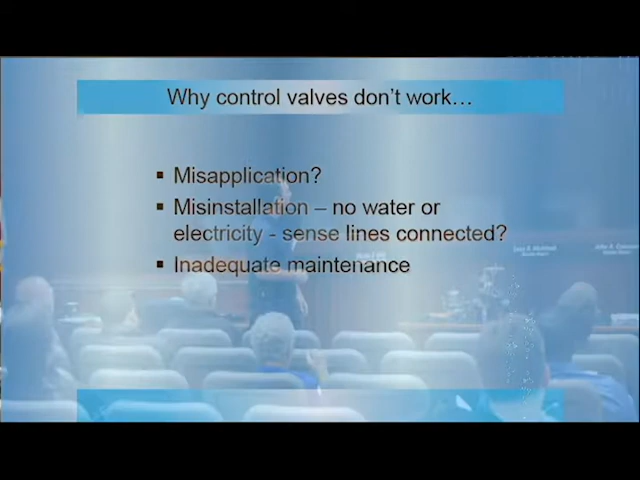 Why control valves don't work…
▪ Misapplication?
▪ Misinstallation – no water or
electricity - sense lines connected?
▪ Inadequate maintenance